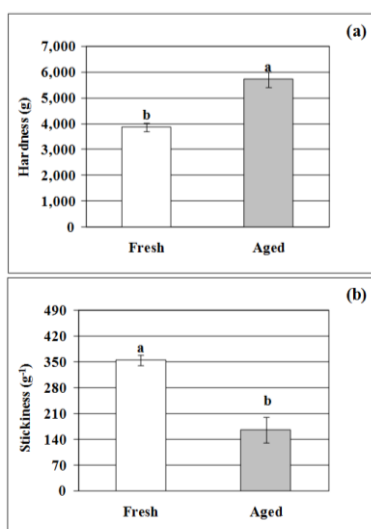 (a)
7,000
6,000
5,000
4,000
3,000
2,000
1,000
0
Hardness (g)
b
a
Fresh Aged
(b)
490
420
350
280
210
140
70
0
Stickiness (g⁻¹)
a
b
Fresh Aged